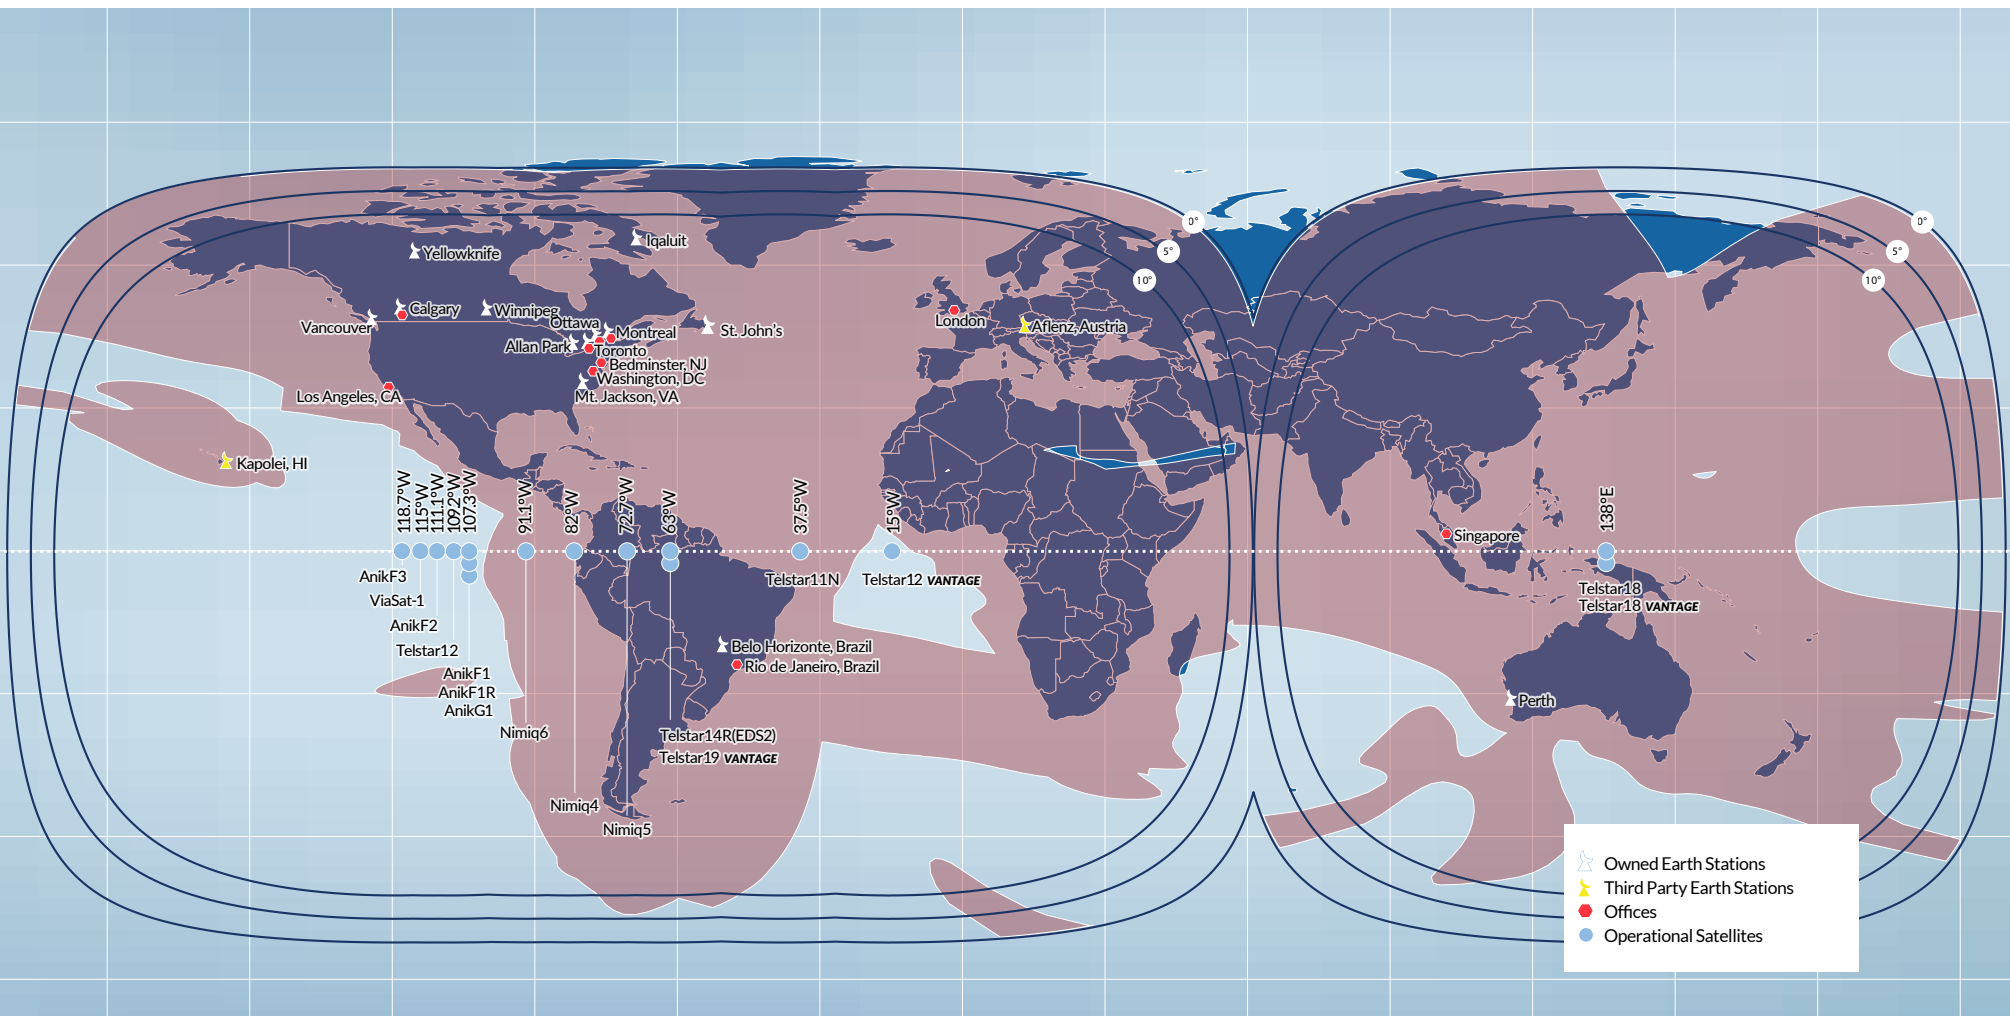 0°
0°
5°
5°
10°
10°
Iqaluit
Yellowknife
Calgary
Winnipeg
Vancouver
Ottawa
Montreal
St. John's
Allan Park
Toronto
Bedminster, NJ
Washington, DC
Los Angeles, CA
Mt. Jackson, VA
London
Aflenz, Austria
Kapolei, HI
118.7°W
115°W
111.1°W
109.2°W
107.3°W
91.1°W
82°W
72.7°W
63°W
37.5°W
15°W
138°E
Singapore
AnikF3
ViaSat-1
AnikF2
Telstar12
AnikF1
AnikF1R
AnikG1
Nimiq6
Nimiq4
Nimiq5
Telstar11N
Telstar12 VANTAGE
Belo Horizonte, Brazil
Rio de Janeiro, Brazil
Telstar14R(EDS2)
Telstar19 VANTAGE
Telstar18
Telstar18 VANTAGE
Perth
Owned Earth Stations
Third Party Earth Stations
Offices
Operational Satellites